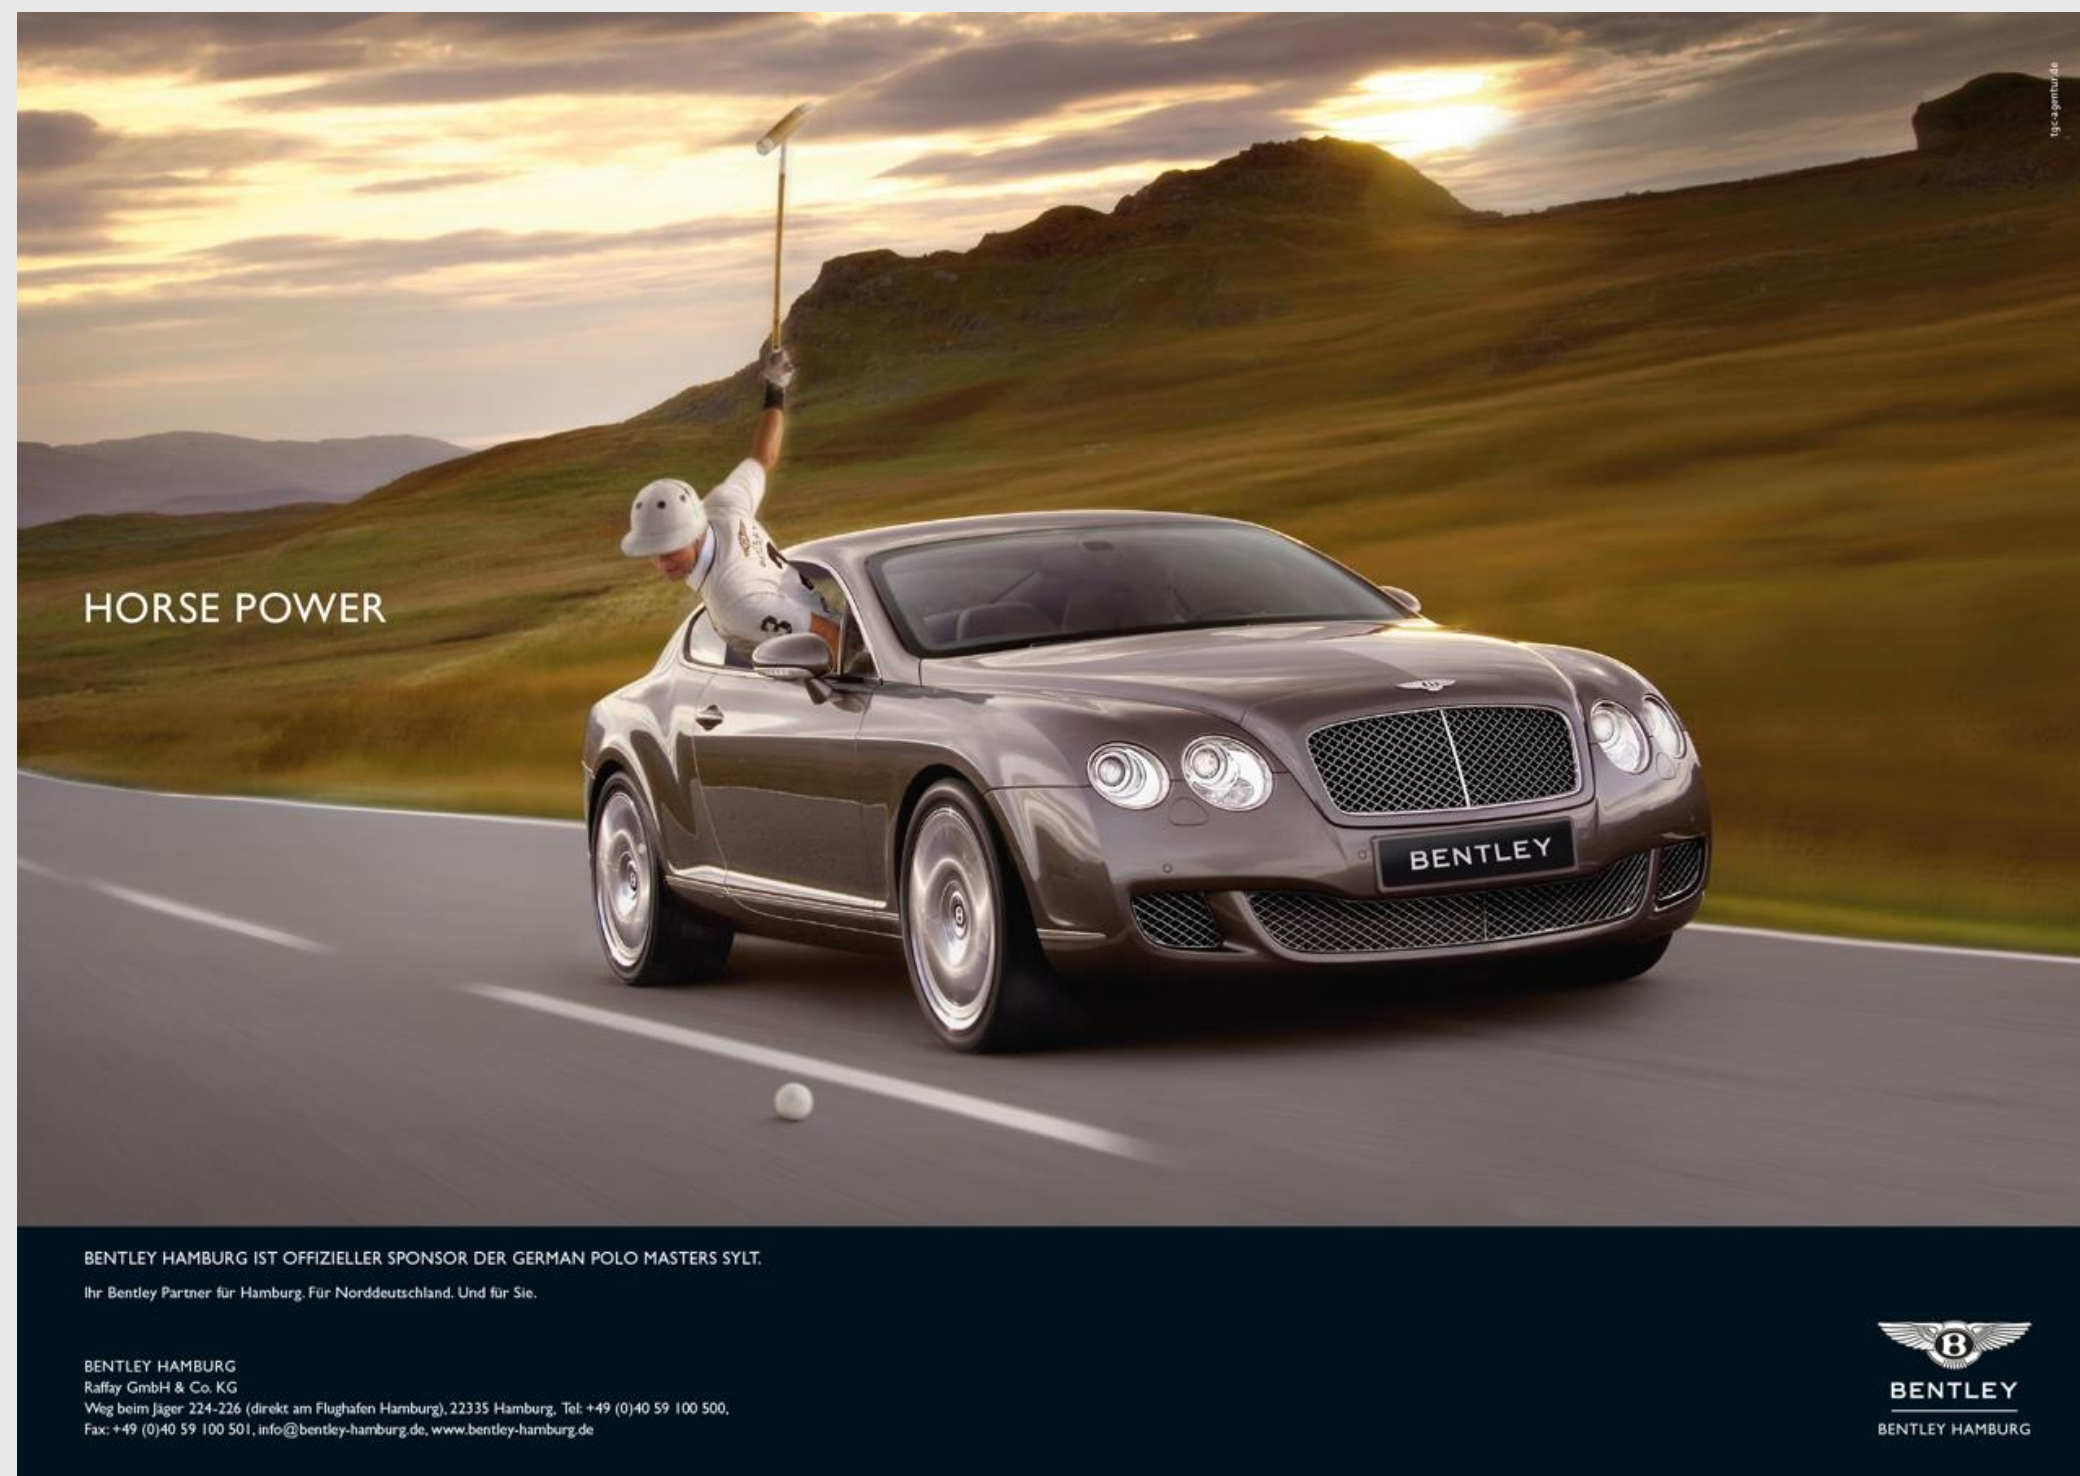 tgc-agentur.de
3
HORSE POWER
BENTLEY
BENTLEY HAMBURG IST OFFIZIELLER SPONSOR DER GERMAN POLO MASTERS SYLT.
Ihr Bentley Partner für Hamburg. Für Norddeutschland. Und für Sie.
BENTLEY HAMBURG
Raffay GmbH & Co. KG
Weg beim Jäger 224-226 (direkt am Flughafen Hamburg), 22335 Hamburg, Tel: +49 (0)40 59 100 500,
Fax: +49 (0)40 59 100 501, info@bentley-hamburg.de, www.bentley-hamburg.de
B
BENTLEY
BENTLEY HAMBURG